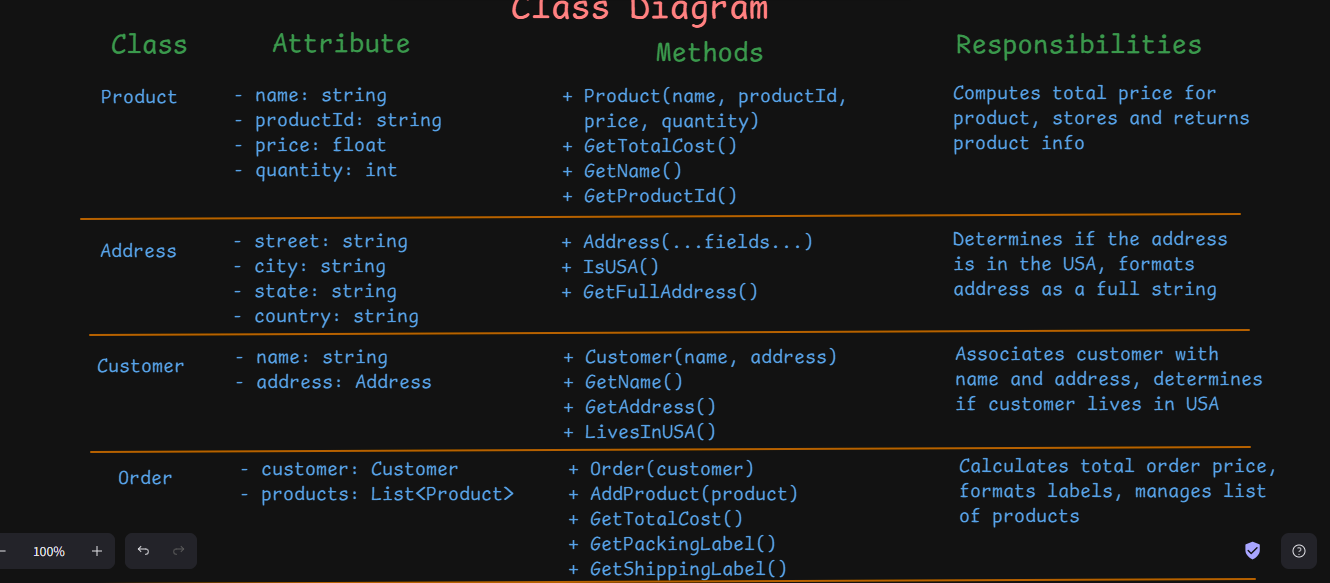 Class Diagram
Class Attribute Methods Responsibilities
Product
- name: string
- productId: string
- price: float
- quantity: int
+ Product(name, productId,
price, quantity)
+ GetTotalCost()
+ GetName()
+ GetProductId()
Computes total price for
product, stores and returns
product info
Address
- street: string
- city: string
- state: string
- country: string
+ Address(...fields...)
+ IsUSA()
+ GetFullAddress()
Determines if the address
is in the USA, formats
address as a full string
Customer
- name: string
- address: Address
+ Customer(name, address)
+ GetName()
+ GetAddress()
+ LivesInUSA()
Associates customer with
name and address, determines
if customer lives in USA
Order
- customer: Customer
- products: List<Product>
+ Order(customer)
+ AddProduct(product)
+ GetTotalCost()
+ GetPackingLabel()
+ GetShippingLabel()
Calculates total order price,
formats labels, manages list
of products
100%